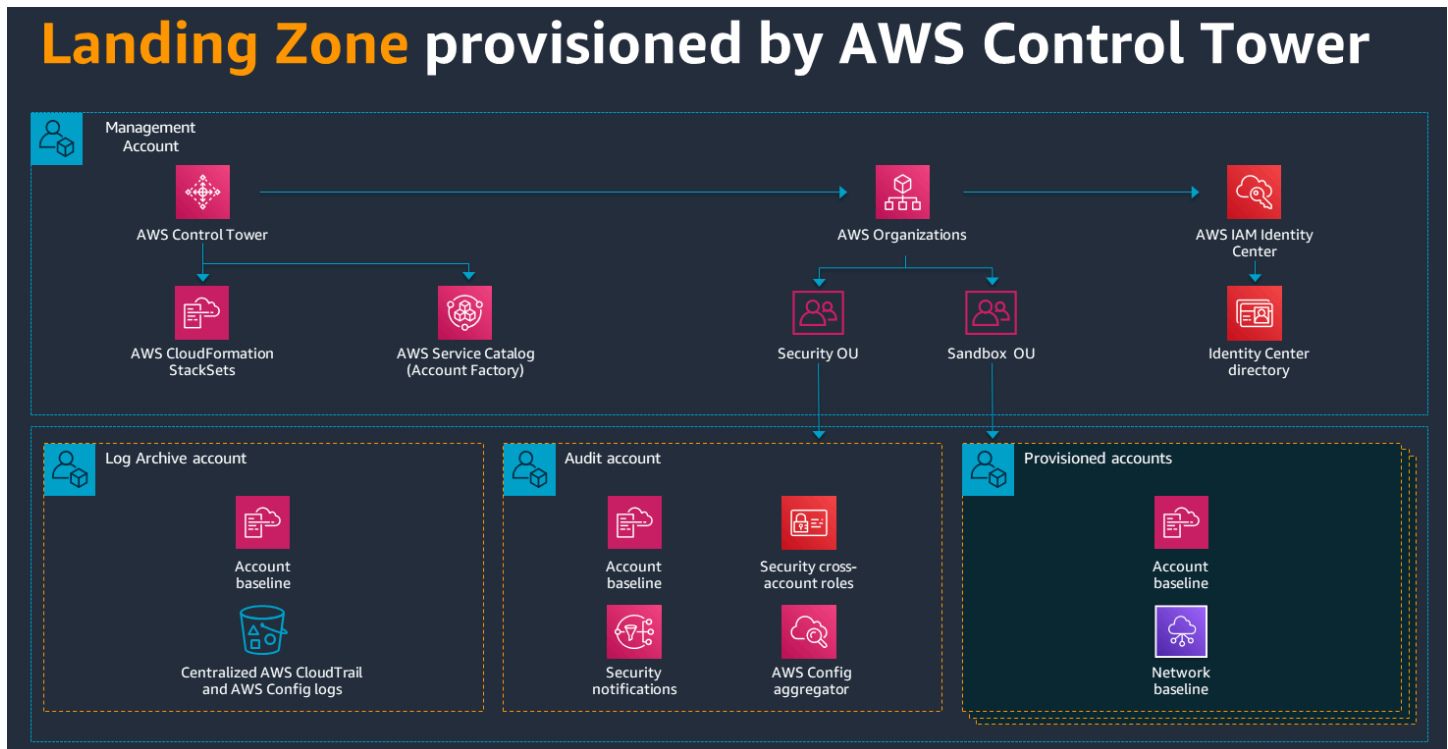 Landing Zone provisioned by AWS Control Tower
Management
Account
AWS Control Tower
AWS Organizations
AWS IAM Identity
Center
AWS CloudFormation
StackSets
AWS Service Catalog
(Account Factory)
Security OU
Sandbox OU
Identity Center
directory
Log Archive account
Account
baseline
Centralized AWS CloudTrail
and AWS Config logs
Audit account
Account
baseline
Security cross-
account roles
Security
notifications
AWS Config
aggregator
Provisioned accounts
Account
baseline
Network
baseline